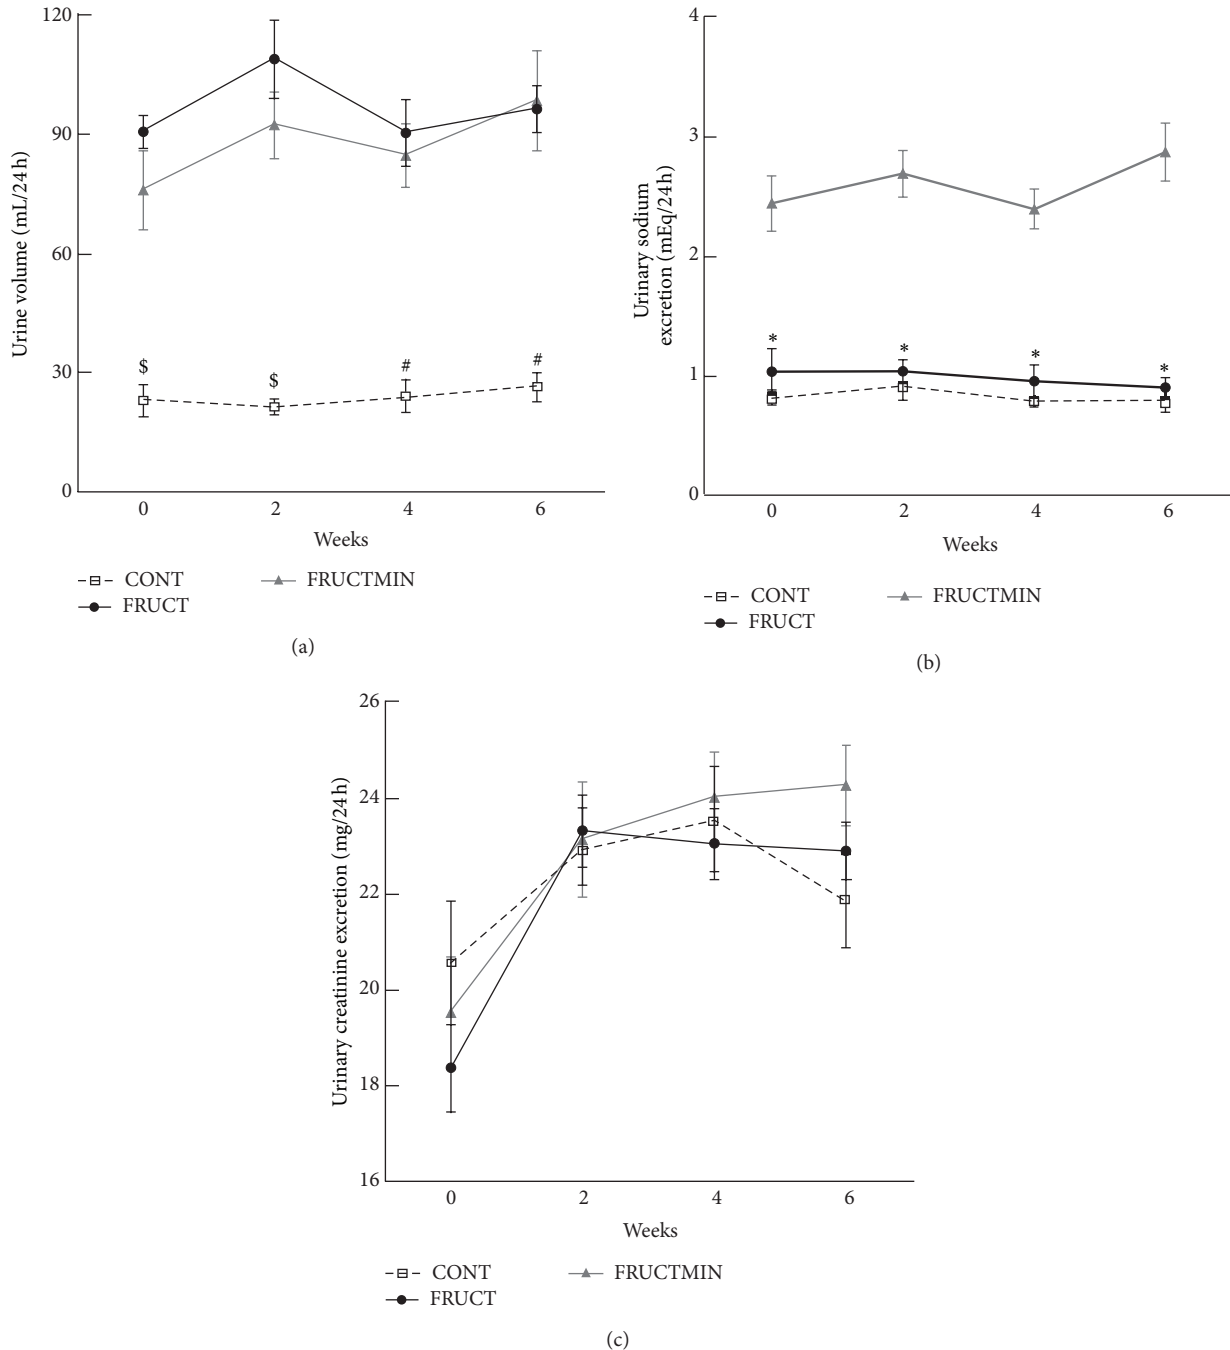 120
90
60
30
0
Urine volume (mL/24 h)
$
$
#
#
0 2 4 6
Weeks
CONT
FRUCTMIN
FRUCT
(a)
4
3
2
1
0
Urinary sodium
excretion (mEq/24h)
*
*
*
*
0 2 4 6
Weeks
CONT
FRUCTMIN
FRUCT
(b)
26
24
22
20
18
16
Urinary creatinine excretion (mg/24 h)
0 2 4 6
Weeks
CONT
FRUCTMIN
FRUCT
(c)